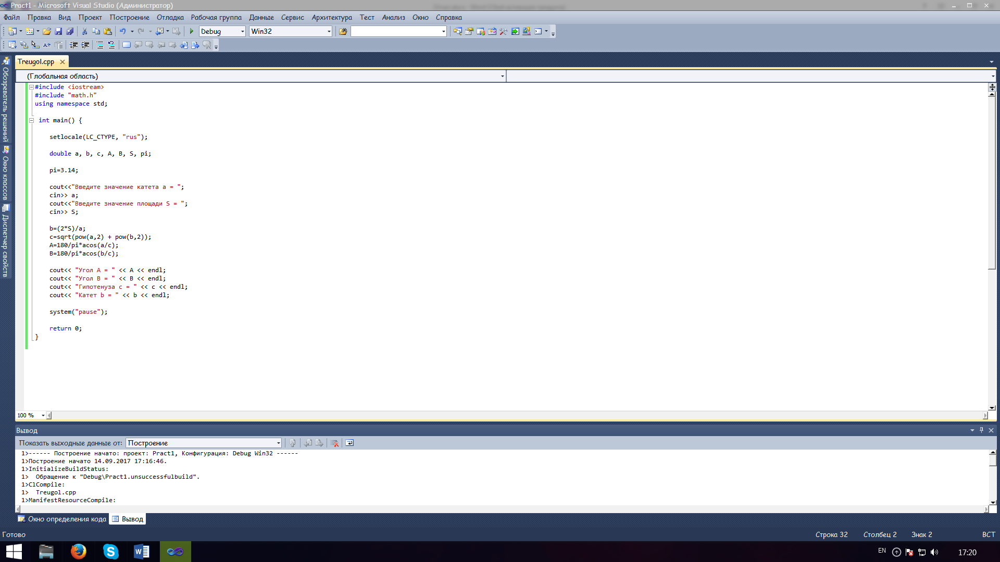 Pract1 - Microsoft Visual Studio (Администратор)
Файл Правка Вид Проект Построение Отладка Рабочая группа Данные Сервис Архитектура Тест Анализ Окно Справка
Debug Win32
Treugol.cpp
(Глобальная область)
Обозреватель решений
Окно классов
Диспетчер свойств
#include <iostream>
#include "math.h"
using namespace std;
int main() {
setlocale(LC_CTYPE, "rus");
double a, b, c, A, B, S, pi;
pi=3.14;
cout<<"Введите значение катета a = ";
cin>> a;
cout<<"Введите значение площади S = ";
cin>> S;
b=(2*S)/a;
c=sqrt(pow(a,2) + pow(b,2));
A=180/pi*acos(a/c);
B=180/pi*acos(b/c);
cout<< "Угол A = " << A << endl;
cout<< "Угол B = " << B << endl;
cout<< "Гипотенуза c = " << c << endl;
cout<< "Катет b = " << b << endl;
system("pause");
return 0;
}
100 %
Вывод
Показать выходные данные от: Построение
1>------ Построение начато: проект: Pract1, Конфигурация: Debug Win32 ------
1>Построение начато 14.09.2017 17:16:46.
1>InitializeBuildStatus:
1>  Обращение к "Debug\Pract1.unsuccessfulbuild".
1>ClCompile:
1>  Treugol.cpp
1>ManifestResourceCompile:
Окно определения кода Вывод
Готово Строка 32 Столбец 2 Знак 2 ВСТ
EN 17:20